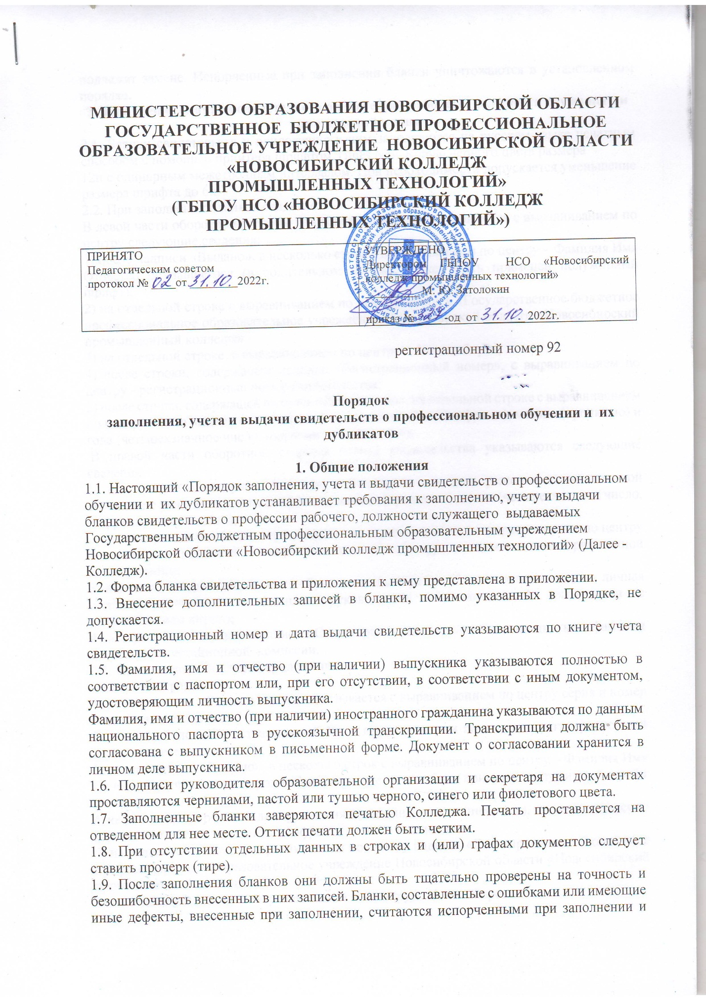 МИНИСТЕРСТВО ОБРАЗОВАНИЯ НОВОСИБИРСКОЙ ОБЛАСТИ
ГОСУДАРСТВЕННОЕ БЮДЖЕТНОЕ ПРОФЕССИОНАЛЬНОЕ
ОБРАЗОВАТЕЛЬНОЕ УЧРЕЖДЕНИЕ НОВОСИБИРСКОЙ ОБЛАСТИ
«НОВОСИБИРСКИЙ КОЛЛЕДЖ
ПРОМЫШЛЕННЫХ ТЕХНОЛОГИЙ»
(ГБПОУ НСО «НОВОСИБИРСКИЙ КОЛЛЕДЖ
ПРОМЫШЛЕННЫХ ТЕХНОЛОГИЙ»)
ПРИНЯТО
Педагогическим советом
протокол № 02 от 31.10. 2022г.
УТВЕРЖДЕНО
Директором ГБПОУ НСО «Новосибирский
колледж промышленных технологий»
М. Ю. Затолокин
приказ № -од от 31.10. 2022г.
регистрационный номер 92
Порядок
заполнения, учета и выдачи свидетельств о профессиональном обучении и их
дубликатов
1. Общие положения
1.1. Настоящий «Порядок заполнения, учета и выдачи свидетельств о профессиональном
обучении и их дубликатов устанавливает требования к заполнению, учету и выдачи
бланков свидетельств о профессии рабочего, должности служащего выдаваемых
Государственным бюджетным профессиональным образовательным учреждением
Новосибирской области «Новосибирский колледж промышленных технологий» (Далее -
Колледж).
1.2. Форма бланка свидетельства и приложения к нему представлена в приложении.
1.3. Внесение дополнительных записей в бланки, помимо указанных в Порядке, не
допускается.
1.4. Регистрационный номер и дата выдачи свидетельств указываются по книге учета
свидетельств.
1.5. Фамилия, имя и отчество (при наличии) выпускника указываются полностью в
соответствии с паспортом или, при его отсутствии, в соответствии с иным документом,
удостоверяющим личность выпускника.
Фамилия, имя и отчество (при наличии) иностранного гражданина указываются по данным
национального паспорта в русскоязычной транскрипции. Транскрипция должна быть
согласована с выпускником в письменной форме. Документ о согласовании хранится в
личном деле выпускника.
1.6. Подписи руководителя образовательной организации и секретаря на документах
проставляются чернилами, пастой или тушью черного, синего или фиолетового цвета.
1.7. Заполненные бланки заверяются печатью Колледжа. Печать проставляется на
отведенном для нее месте. Оттиск печати должен быть четким.
1.8. При отсутствии отдельных данных в строках и (или) графах документов следует
ставить прочерк (тире).
1.9. После заполнения бланков они должны быть тщательно проверены на точность и
безошибочность внесенных в них записей. Бланки, составленные с ошибками или имеющие
иные дефекты, внесенные при заполнении, считаются испорченными при заполнении и